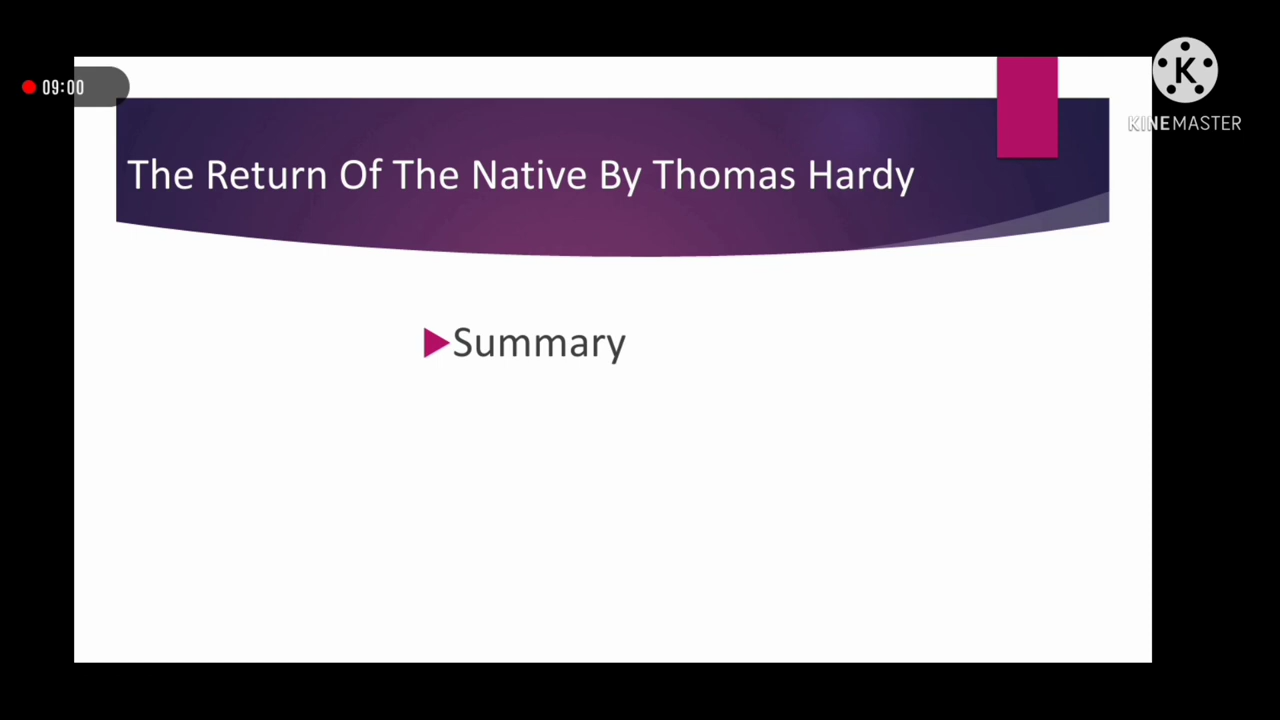 09:00
K
KINEMASTER
The Return Of The Native By Thomas Hardy
Summary